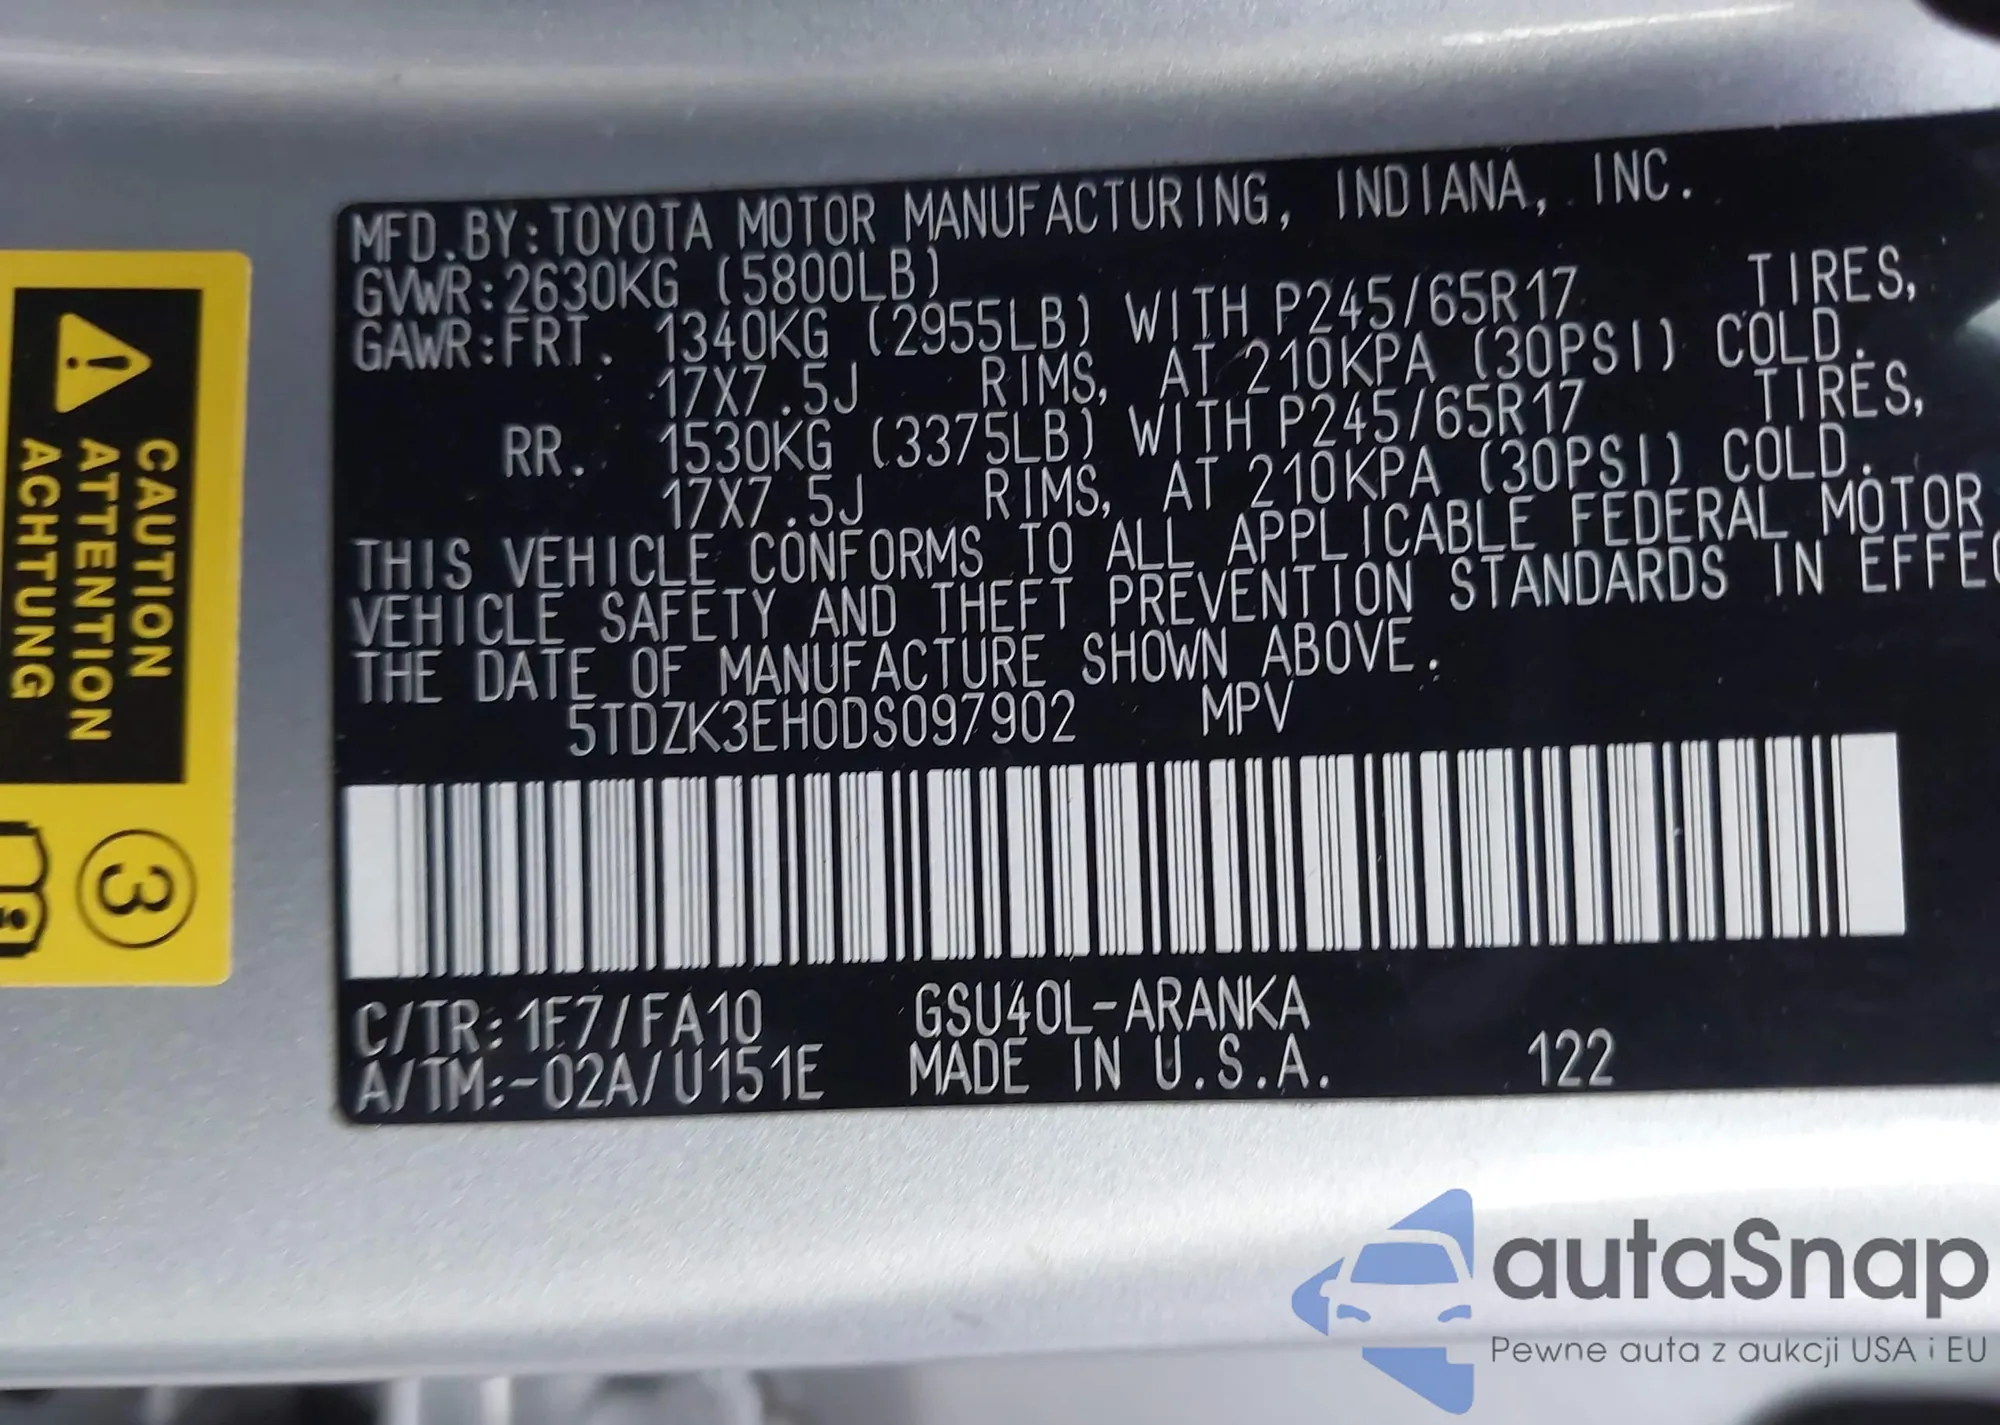 MFD.BY:TOYOTA MOTOR MANUFACTURING, INDIANA, INC.
GVWR:2630KG (5800LB)
GAWR:FRT. 1340KG (2955LB) WITH P245/65R17 TIRES,
17X7.5J RIMS, AT 210KPA (30PSI) COLD.
RR. 1530KG (3375LB) WITH P245/65R17 TIRES,
17X7.5J RIMS, AT 210KPA (30PSI) COLD.
THIS VEHICLE CONFORMS TO ALL APPLICABLE FEDERAL MOTOR
VEHICLE SAFETY AND THEFT PREVENTION STANDARDS IN EFFEC
THE DATE OF MANUFACTURE SHOWN ABOVE.
5TDZK3EH0DS097902 MPV
C/TR:1F7/FA10 GSU40L-ARANKA
A/TM:-02A/U151E MADE IN U.S.A. 122
CAUTION
ATTENTION
ACHTUNG
3
autaSnap
Pewne auta z aukcji USA i EU